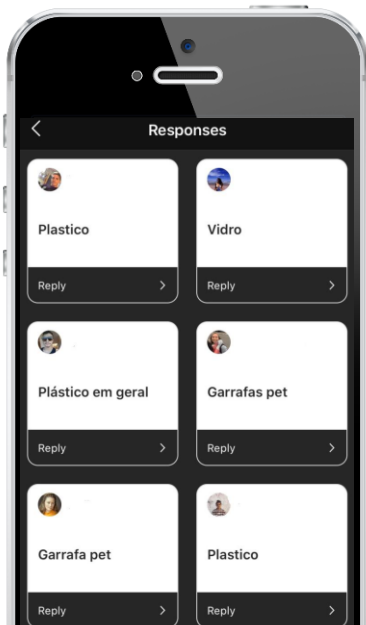 Responses
Plastico
Vidro
Reply
Reply
Plástico em geral
Garrafas pet
Reply
Reply
Garrafa pet
Plastico
Reply
Reply